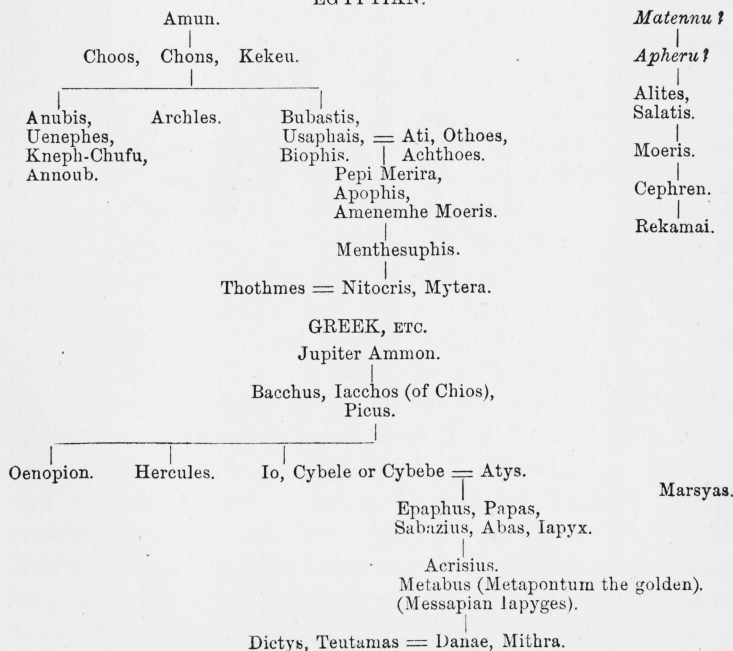 EGYPTIAN.
Amun.
Choos, Chons, Kekeu.
Anubis,
Uenephes,
Kneph-Chufu,
Annoub.
Archles.
Bubastis,
Usaphais, = Ati, Othoes,
Biophis. Achthoes.
Pepi Merira,
Apophis,
Amenemhe Moeris.
Menthesuphis.
Thothmes = Nitocris, Mytera.
Matennu ?
Apheru ?
Alites,
Salatis.
Moeris.
Cephren.
Rekamai.
GREEK, ETC.
Jupiter Ammon.
Bacchus, Iacchos (of Chios),
Picus.
Oenopion. Hercules. Io, Cybele or Cybebe = Atys.
Marsyas.
Epaphus, Papas,
Sabazius, Abas, Iapyx.
Acrisius.
Metabus (Metapontum the golden).
(Messapian Iapyges).
Dictys, Teutamas = Danae, Mithra.